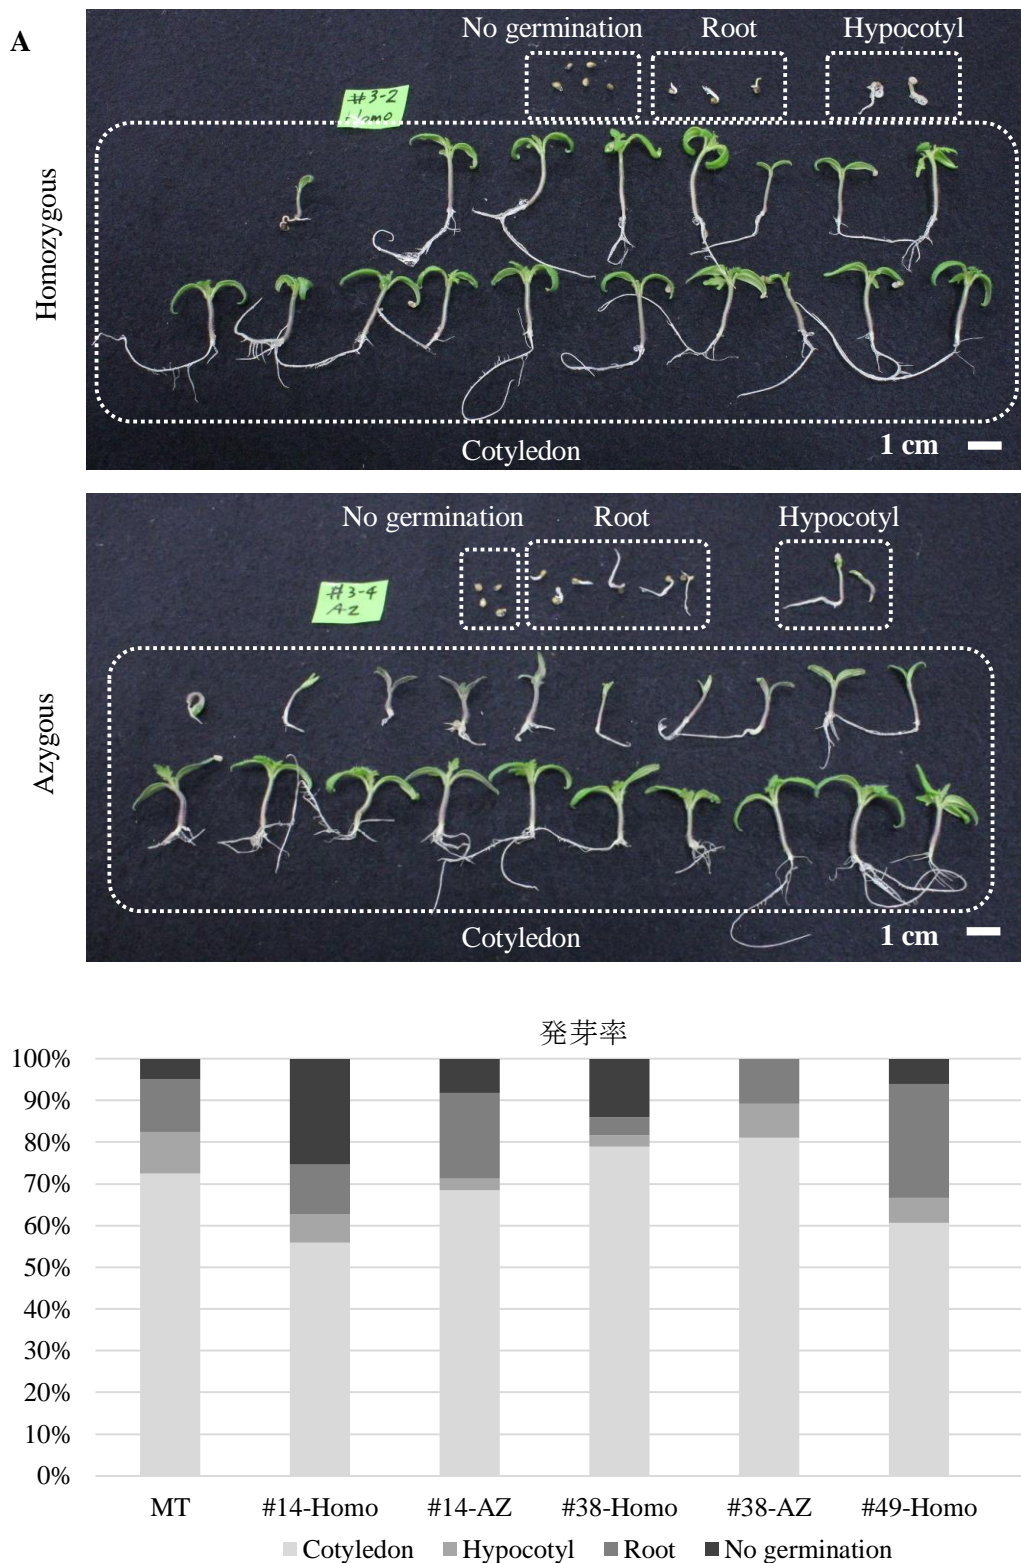 A
No germination Root Hypocotyl
#3-2
Homo
Homozygous
Cotyledon
1 cm
No germination Root Hypocotyl
#3-4
AZ
Azygous
Cotyledon
1 cm
発芽率
100%
90%
80%
70%
60%
50%
40%
30%
20%
10%
0%
MT #14-Homo #14-AZ #38-Homo #38-AZ #49-Homo
Cotyledon Hypocotyl Root No germination